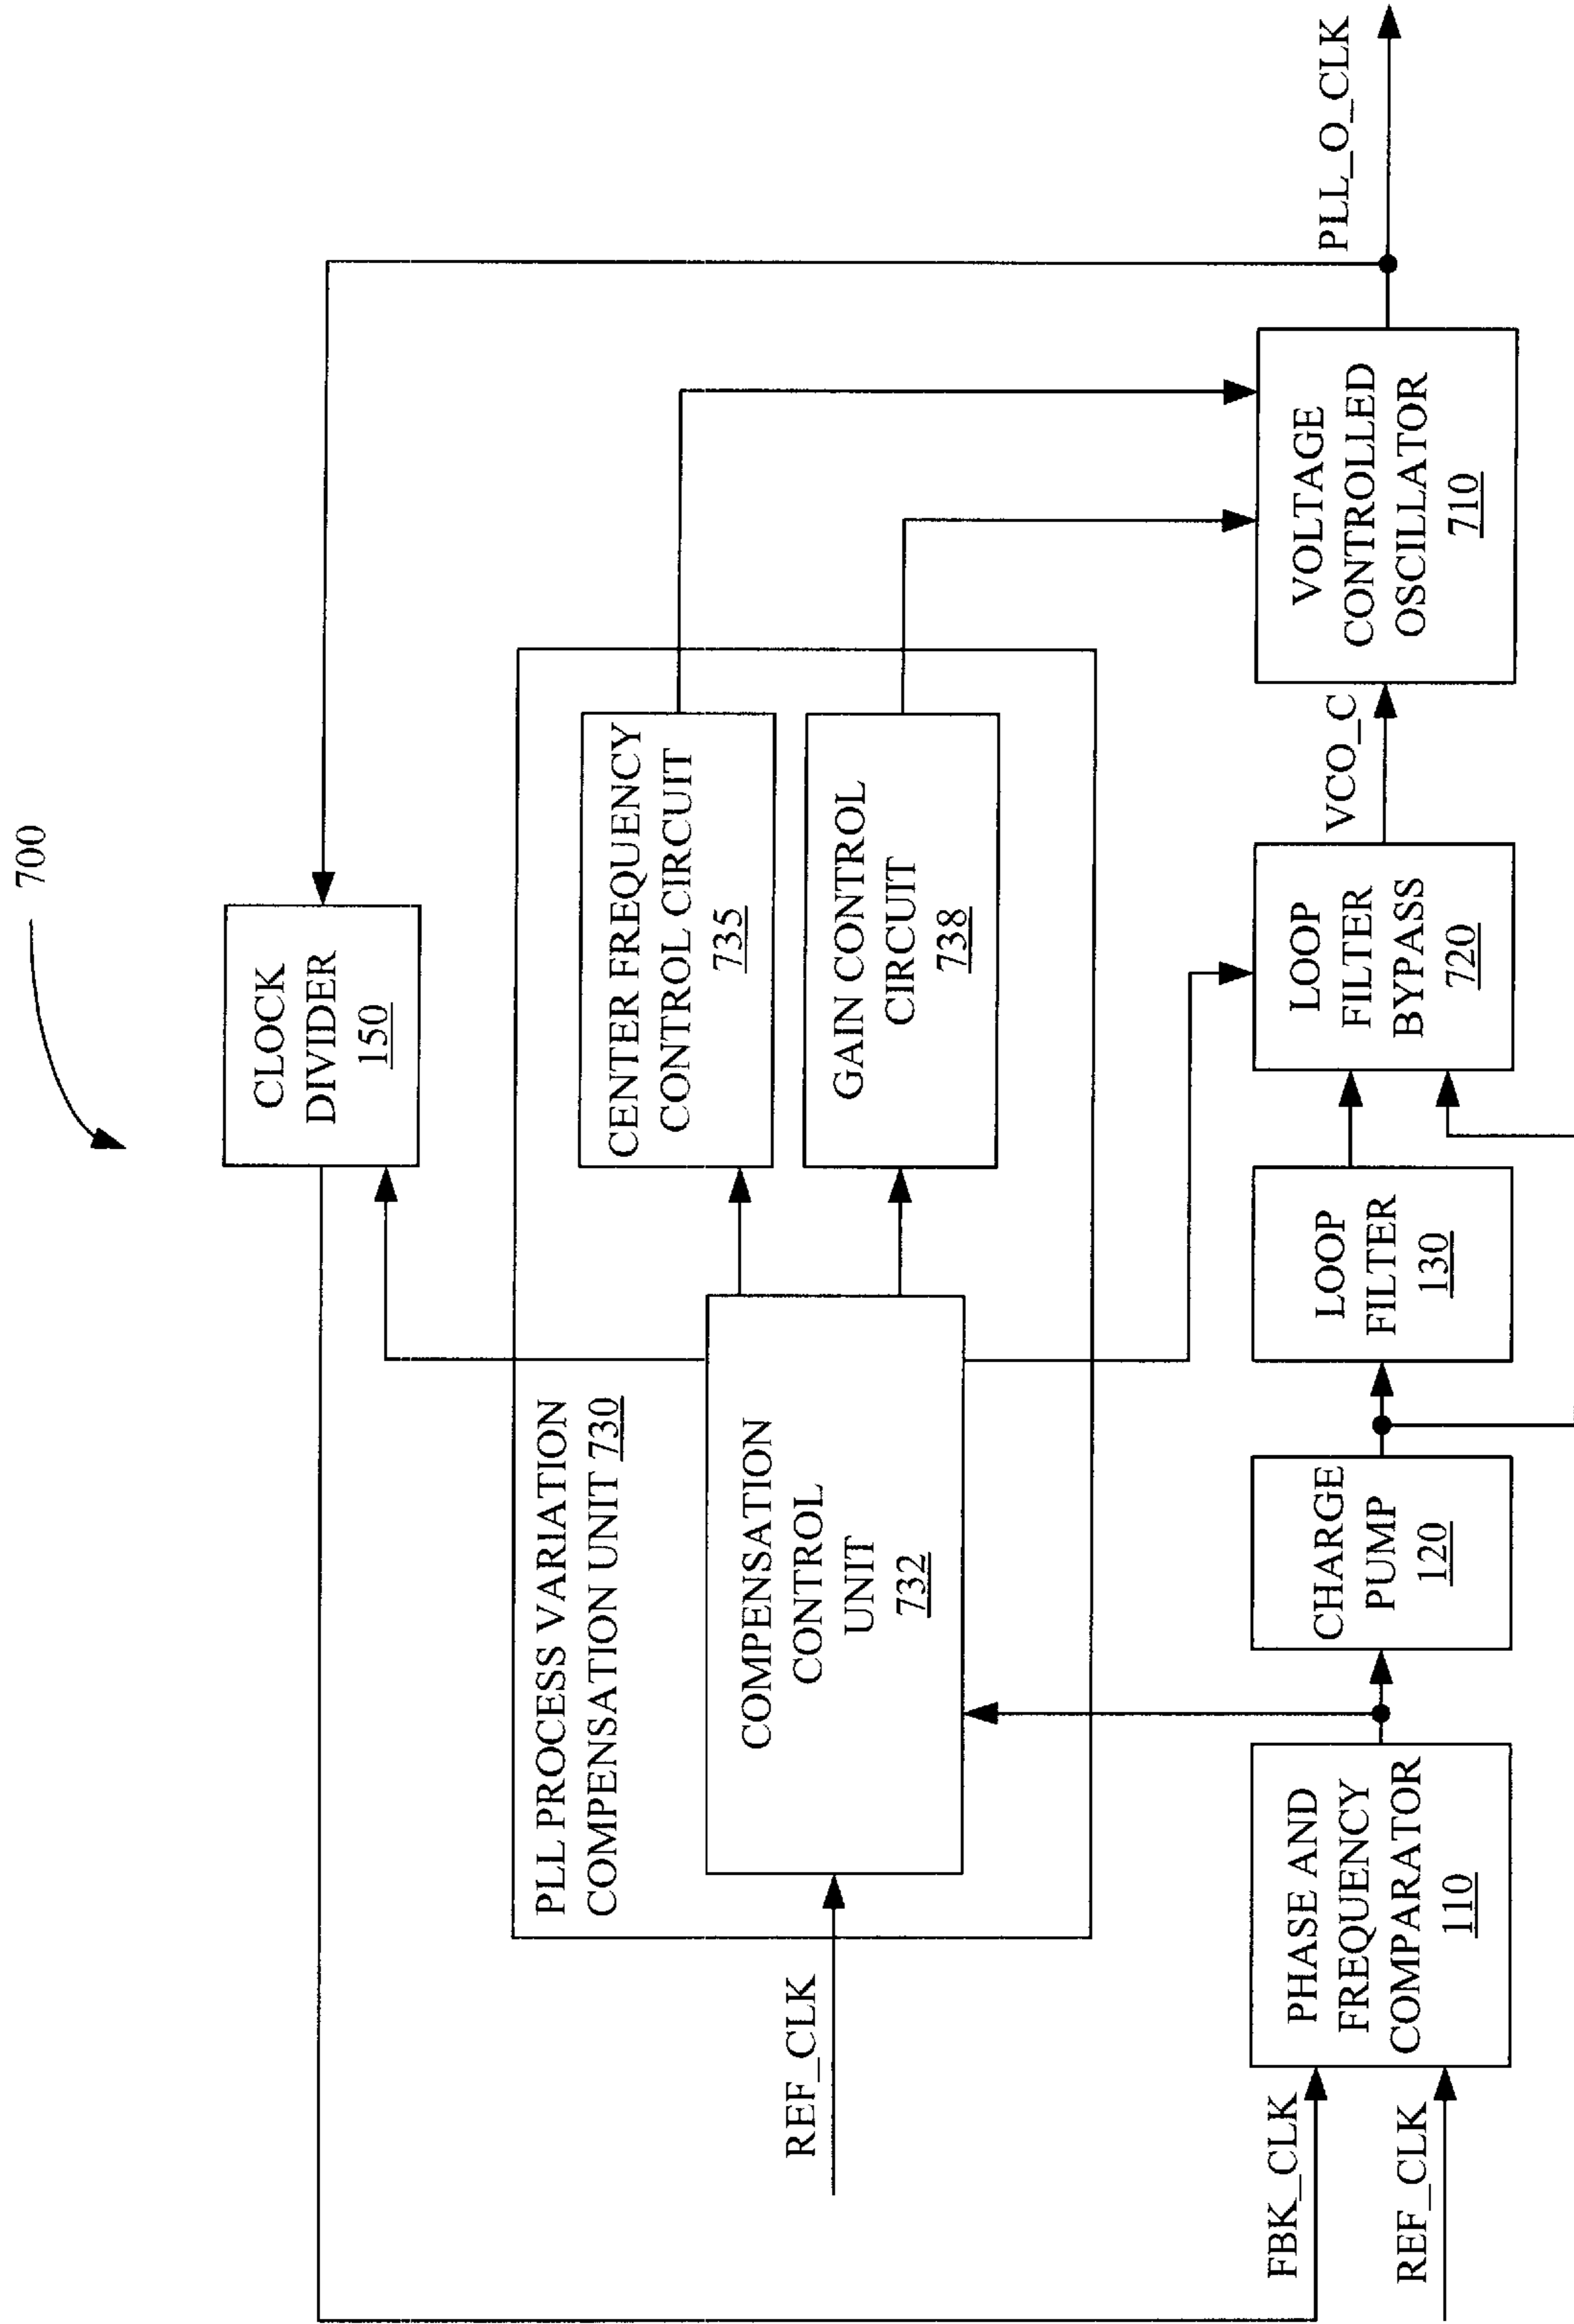 700
CLOCK
DIVIDER
150
PLL PROCESS VARIATION
COMPENSATION UNIT 730
CENTER FREQUENCY
CONTROL CIRCUIT
735
COMPENSATION
CONTROL
UNIT
732
GAIN CONTROL
CIRCUIT
738
REF_CLK
FBK_CLK
REF_CLK
PHASE AND
FREQUENCY
COMPARATOR
110
CHARGE
PUMP
120
LOOP
FILTER
130
LOOP
FILTER
BYPASS
720
VCO_C
VOLTAGE
CONTROLLED
OSCILLATOR
710
PLL_O_CLK